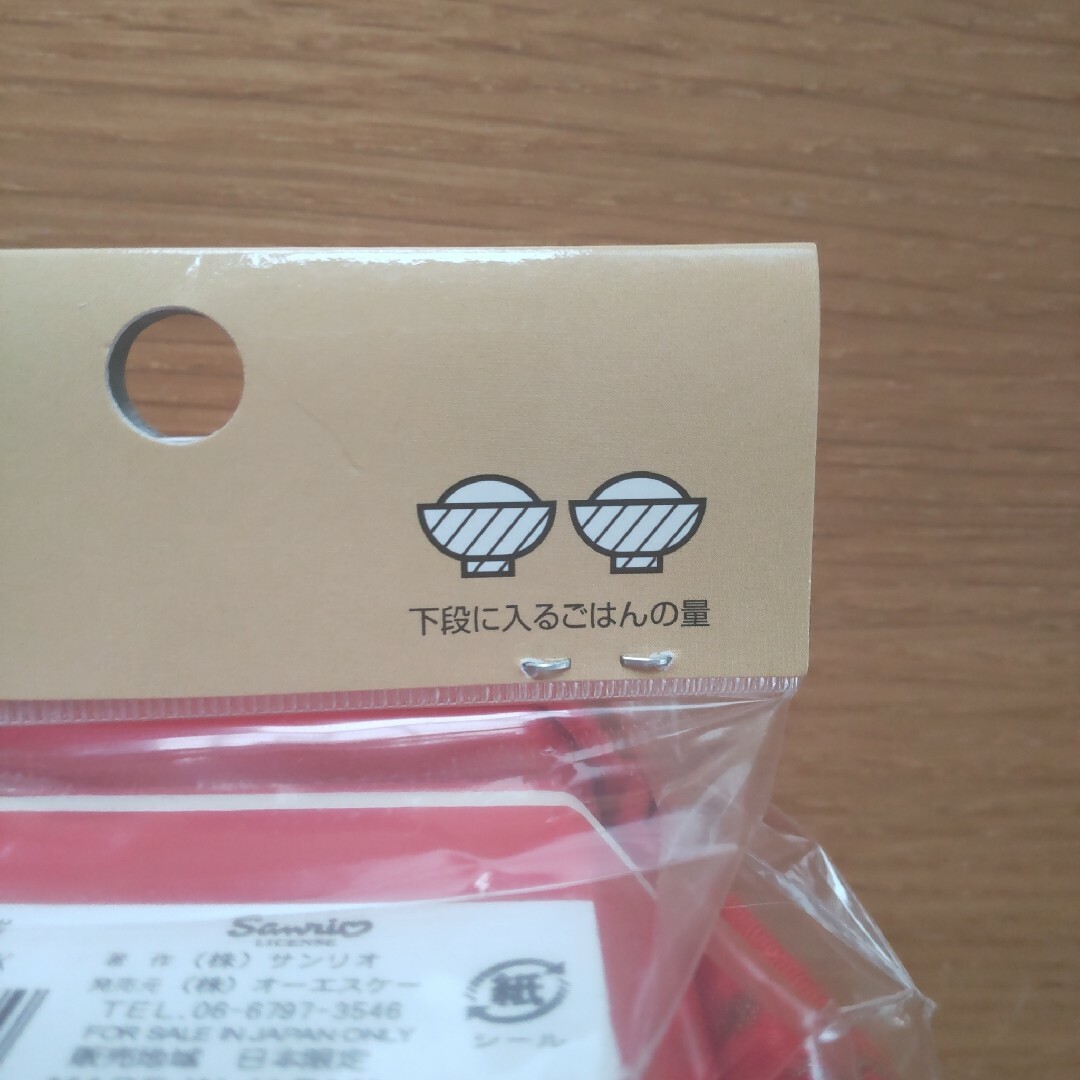 下段に入るごはんの量
Sanrio
LICENSE
著 作 (株) サンリオ
発売元 (株) オーエスケー
TEL.06-6797-3546
FOR SALE IN JAPAN ONLY
販売地域 日本限定
紙
シール